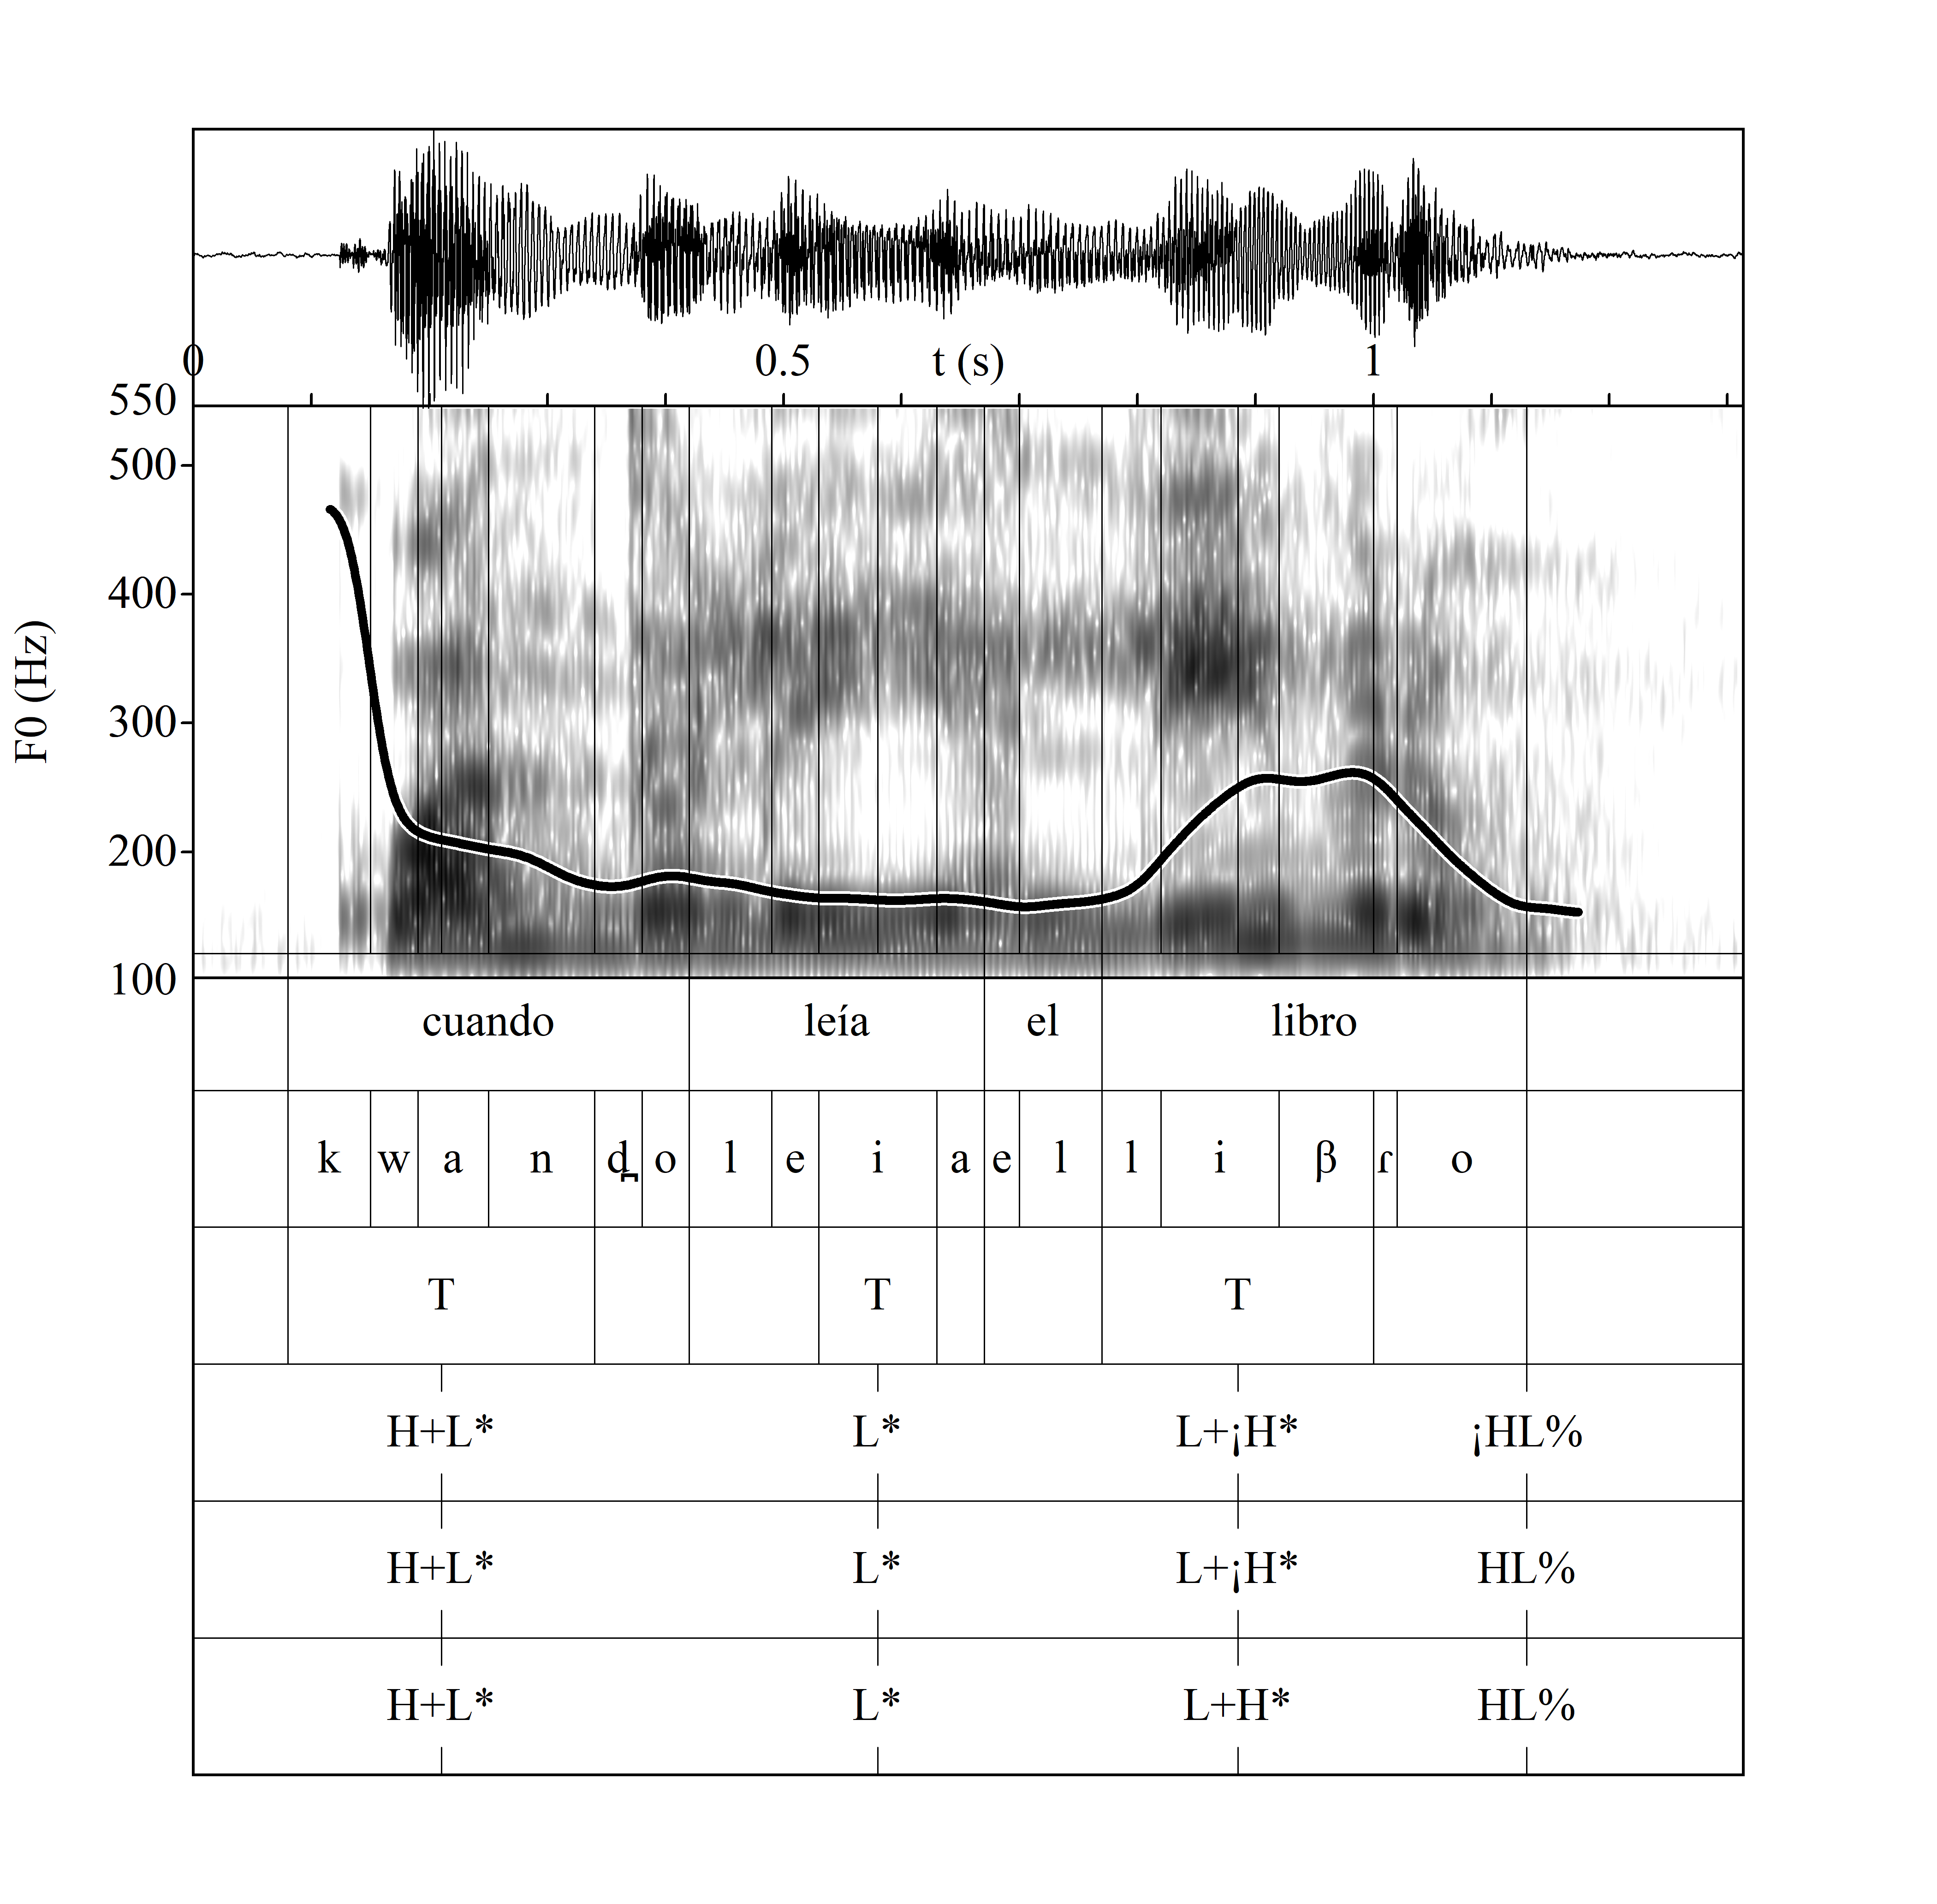 0 0.5 t (s) 1
550
500
400
300
200
100
F0 (Hz)
cuando leía el libro
k w a n d̪ o l e i a e l l i β ɾ o
T T T
H+L* L* L+¡H* ¡HL%
H+L* L* L+¡H* HL%
H+L* L* L+H* HL%